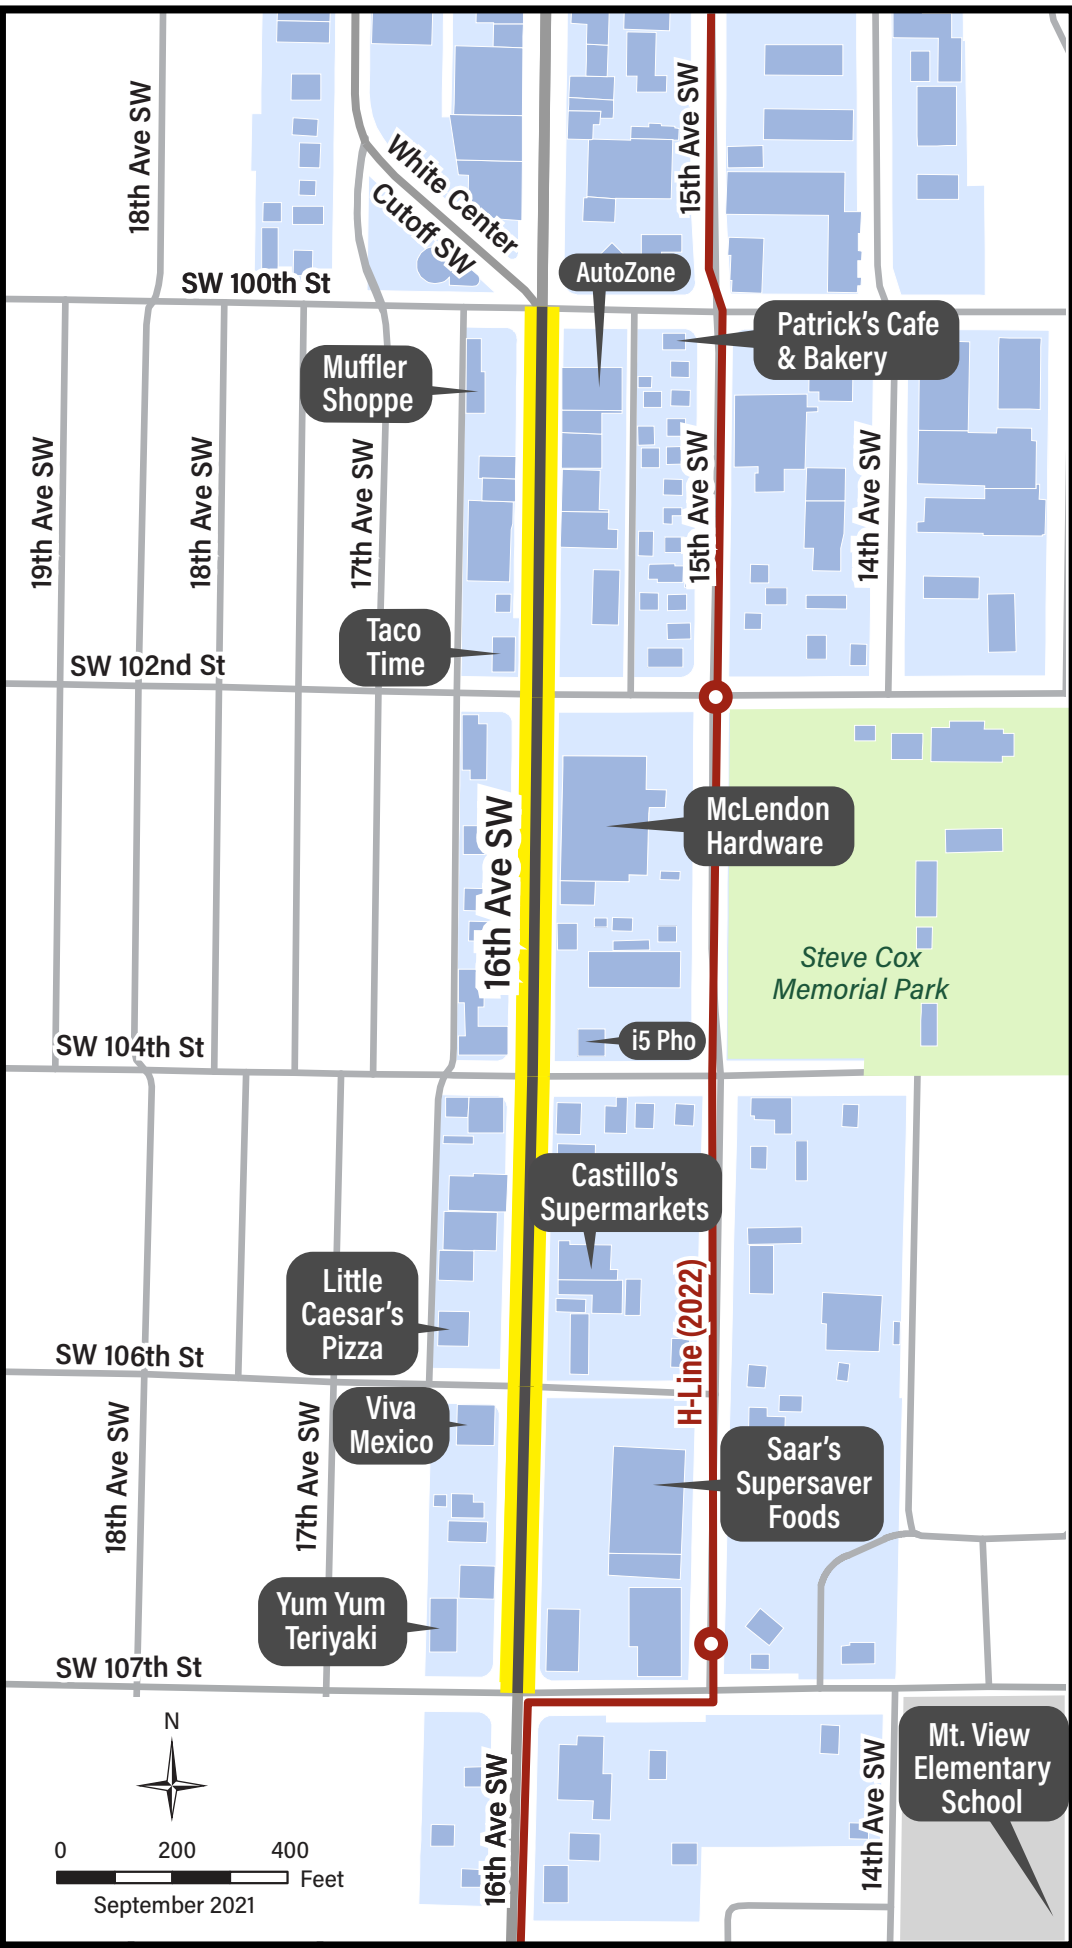 18th Ave SW
15th Ave SW
White Center
Cutoff SW
SW 100th St
AutoZone
Patrick's Cafe
& Bakery
Muffler
Shoppe
19th Ave SW
18th Ave SW
17th Ave SW
15th Ave SW
14th Ave SW
Taco
Time
SW 102nd St
16th Ave SW
McLendon
Hardware
Steve Cox
Memorial Park
i5 Pho
SW 104th St
Castillo's
Supermarkets
Little
Caesar's
Pizza
H-Line (2022)
SW 106th St
Viva
Mexico
18th Ave SW
17th Ave SW
Saar's
Supersaver
Foods
Yum Yum
Teriyaki
SW 107th St
N
Mt. View
Elementary
School
16th Ave SW
14th Ave SW
0 200 400
Feet
September 2021